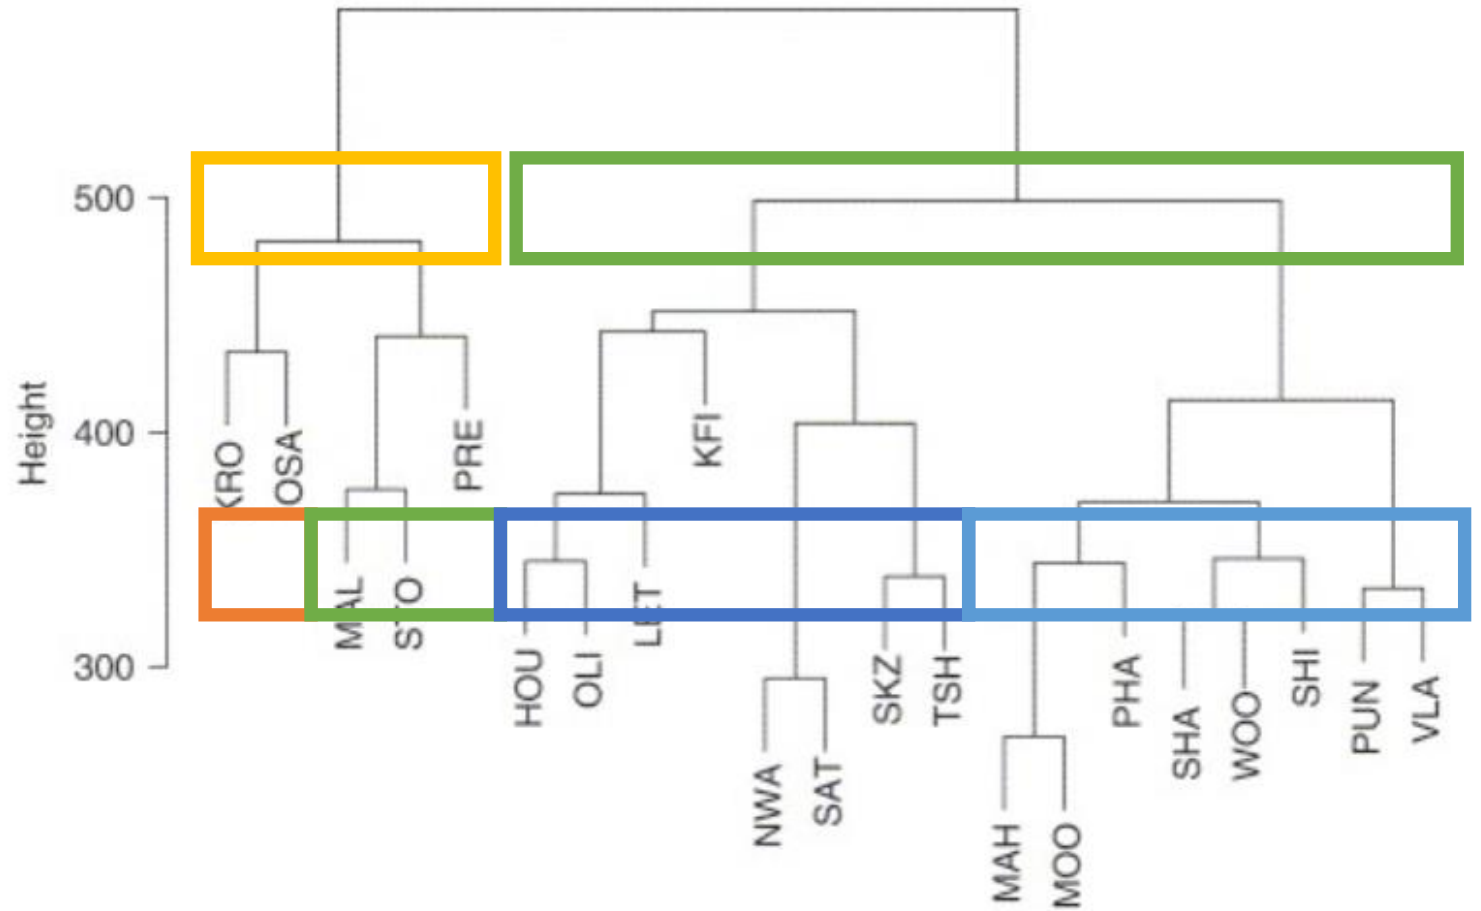 500
400
300
Height
KRO
OSA
MAL
STO
PRE
HOU
OLI
LET
KFI
NWA
SAT
SKZ
TSH
MAH
MOO
PHA
SHA
WOO
SHI
PUN
VLA